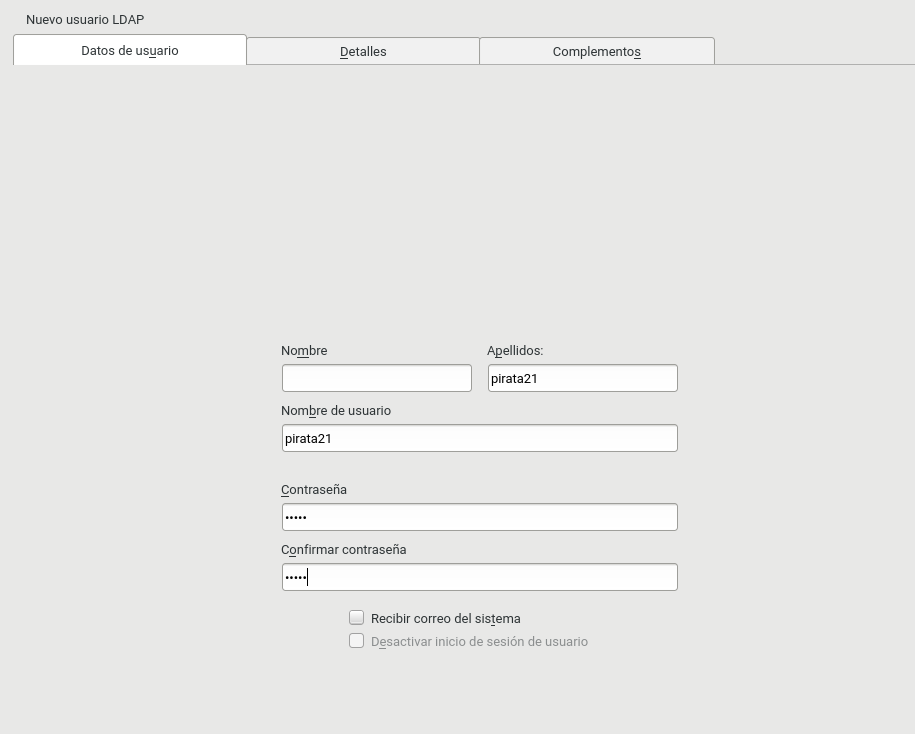 Nuevo usuario LDAP
Datos de usuario Detalles Complementos
Nombre Apellidos:
pirata21
Nombre de usuario
pirata21
Contraseña
•••••
Confirmar contraseña
•••••
Recibir correo del sistema
Desactivar inicio de sesión de usuario